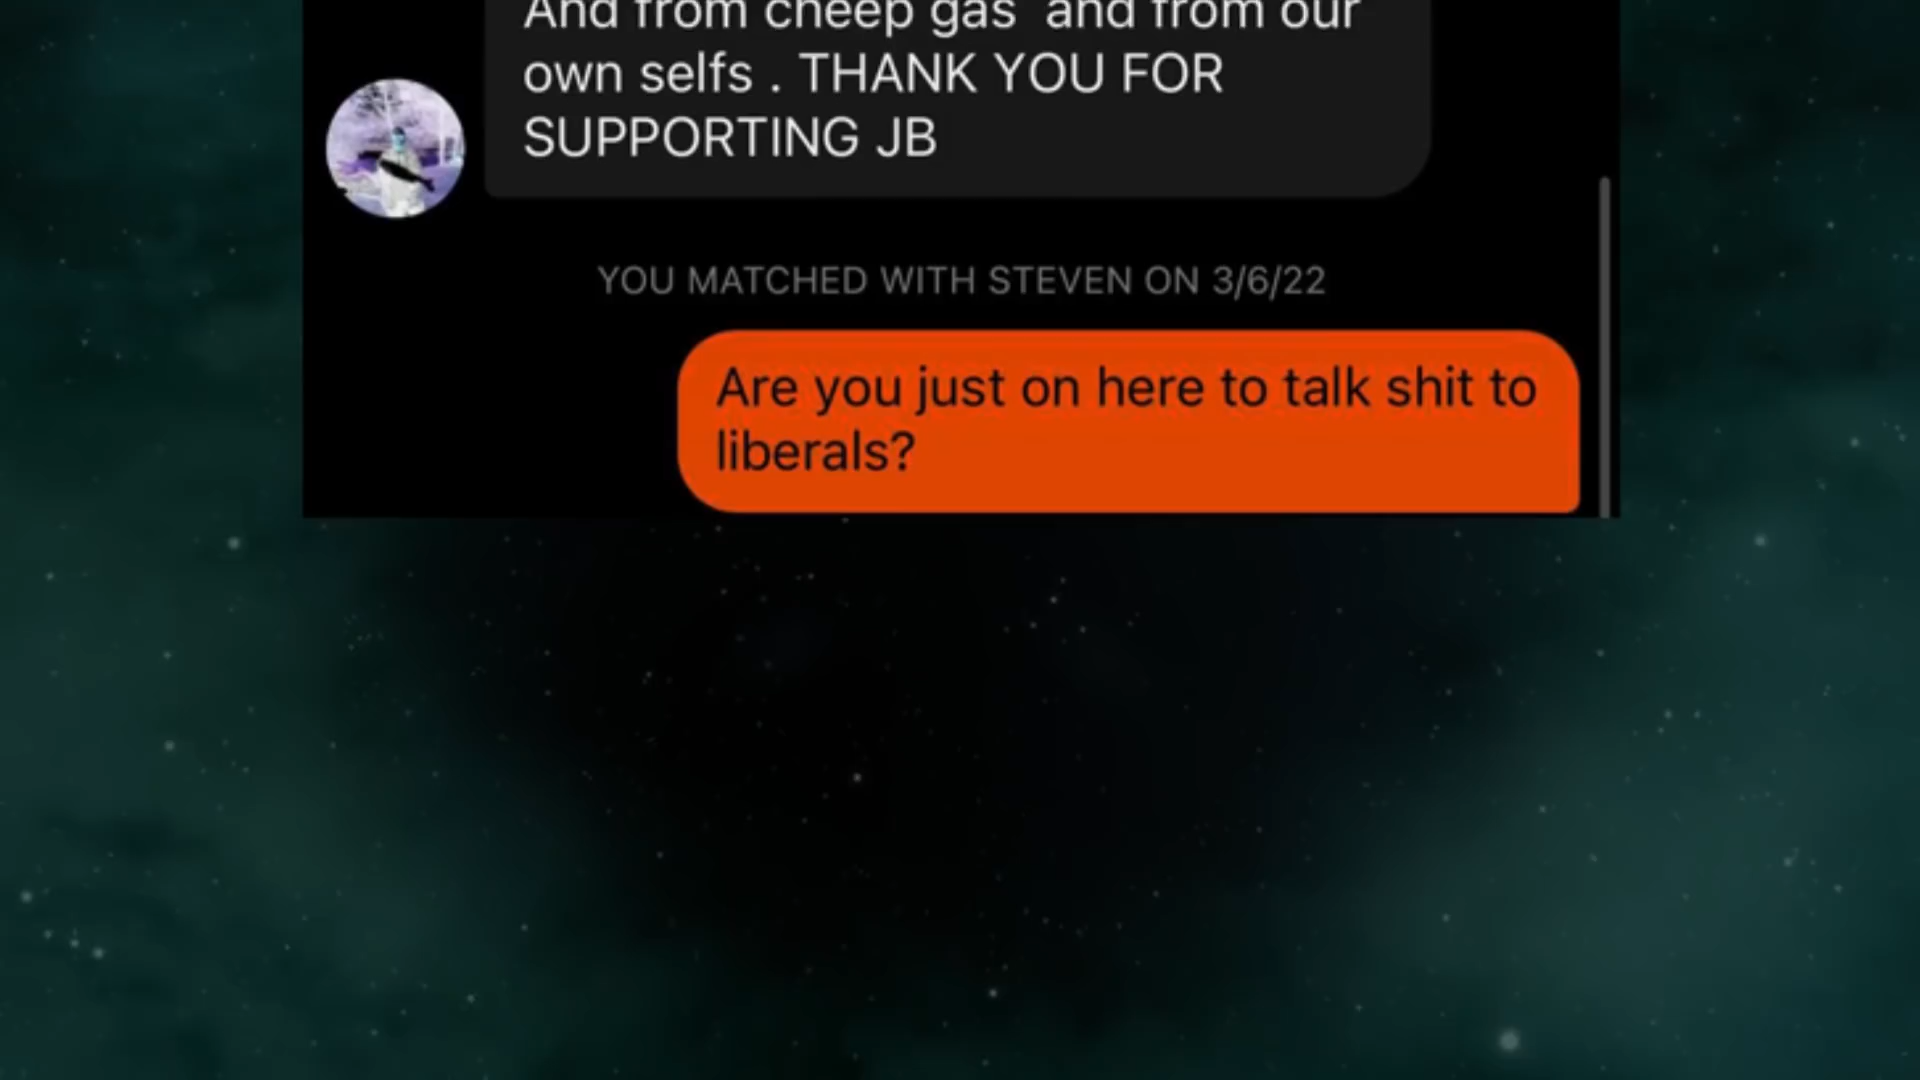 And from cheep gas and from our
own selfs . THANK YOU FOR
SUPPORTING JB
YOU MATCHED WITH STEVEN ON 3/6/22
Are you just on here to talk shit to
liberals?